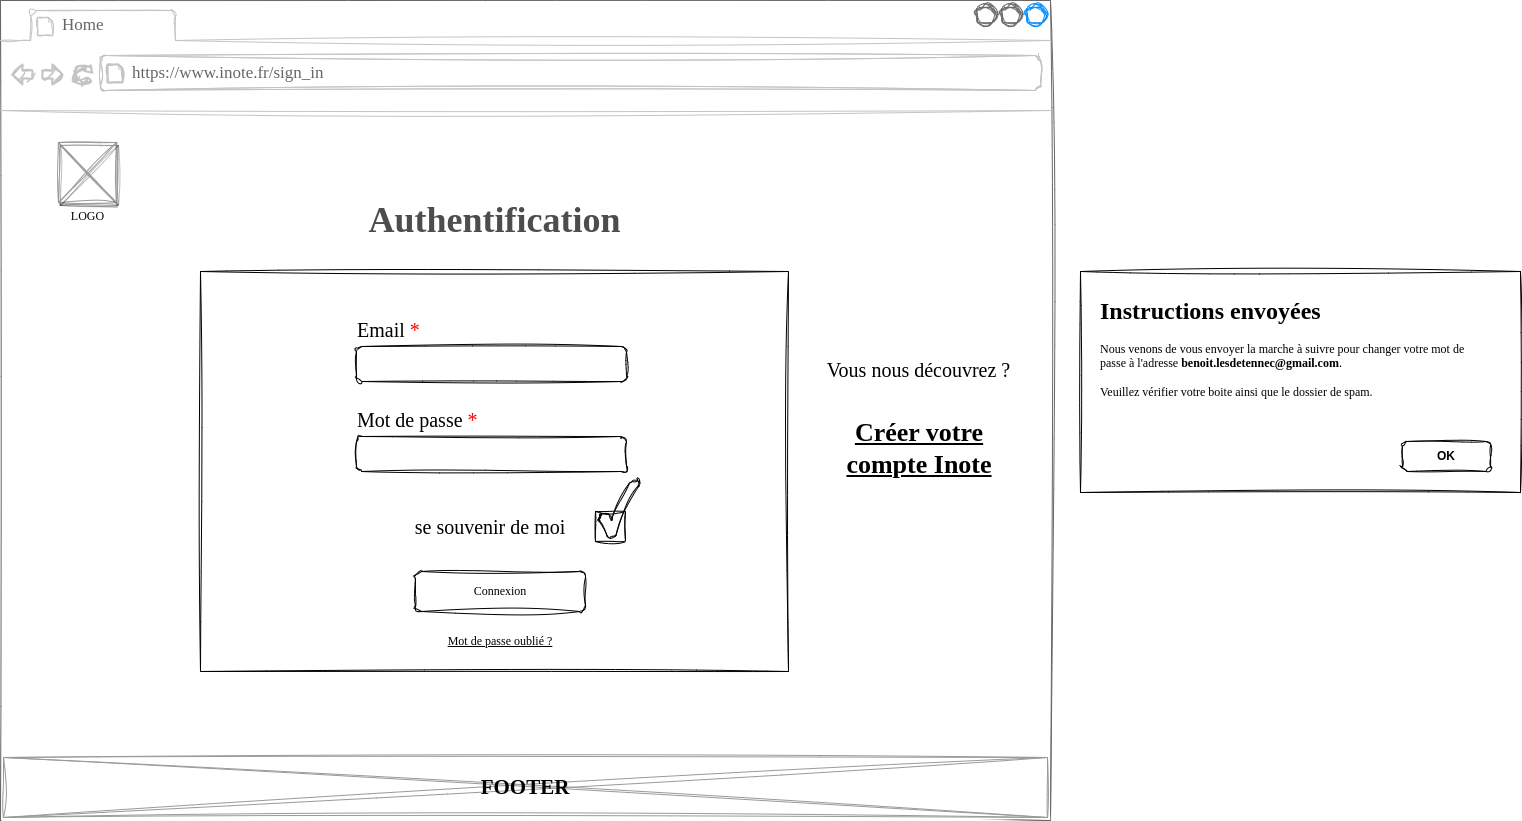 Home
https://www.inote.fr/sign_in
LOGO
Authentification
Email *
Mot de passe *
se souvenir de moi
Connexion
Mot de passe oublié ?
Vous nous découvrez ?
Créer votre
compte Inote
FOOTER
Instructions envoyées
Nous venons de vous envoyer la marche à suivre pour changer votre mot de
passe à l'adresse benoit.lesdetennec@gmail.com.
Veuillez vérifier votre boite ainsi que le dossier de spam.
OK